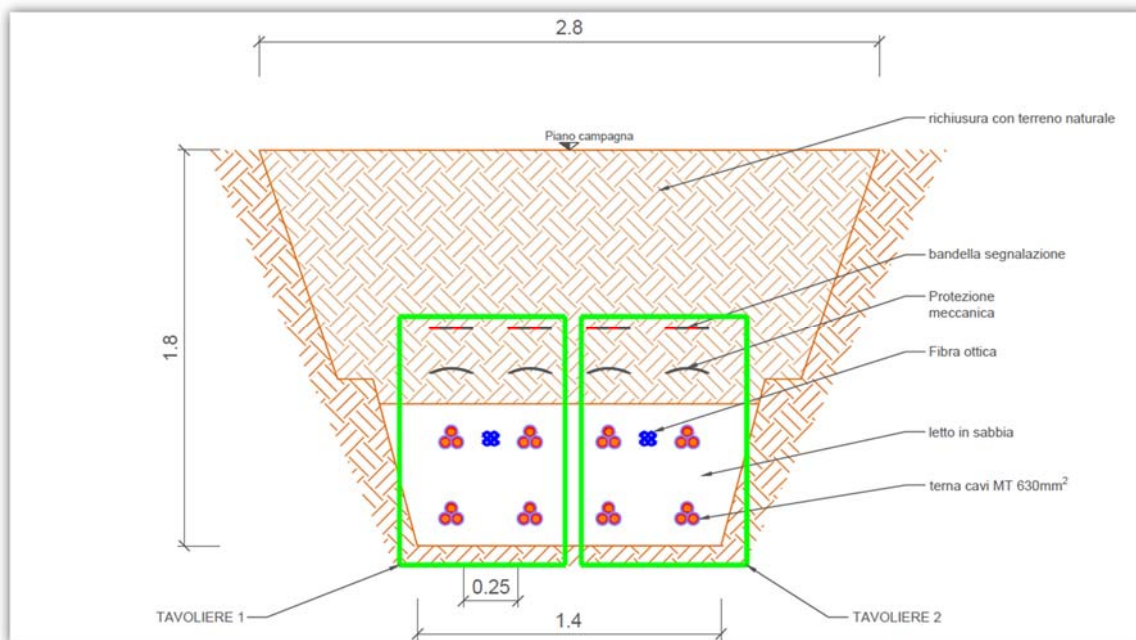 2.8
richiusura con terreno naturale
Piano campagna
bandella segnalazione
Protezione
meccanica
1.8
Fibra ottica
letto in sabbia
terna cavi MT 630mm²
0.25
TAVOLIERE 1
1.4
TAVOLIERE 2